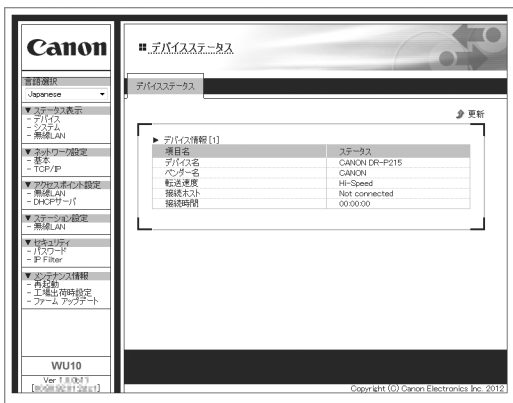 Canon
言語選択
Japanese
▼ ステータス表示
- デバイス
- システム
- 無線LAN
▼ ネットワーク設定
- 基本
- TCP/IP
▼ アクセスポイント設定
- 無線LAN
- DHCPサーバ
▼ ステーション設定
- 無線LAN
▼ セキュリティ
- パスワード
- IP Filter
▼ メンテナンス情報
- 再起動
- 工場出荷時設定
- ファーム アップデート
WU10
Ver
デバイスステータス
デバイスステータス
更新
▶ デバイス情報 [1]
項目名 ステータス
デバイス名 CANON DR-P215
ベンダー名 CANON
転送速度 Hi-Speed
接続ホスト Not connected
接続時間 00:00:00
Copyright (C) Canon Electronics Inc. 2012